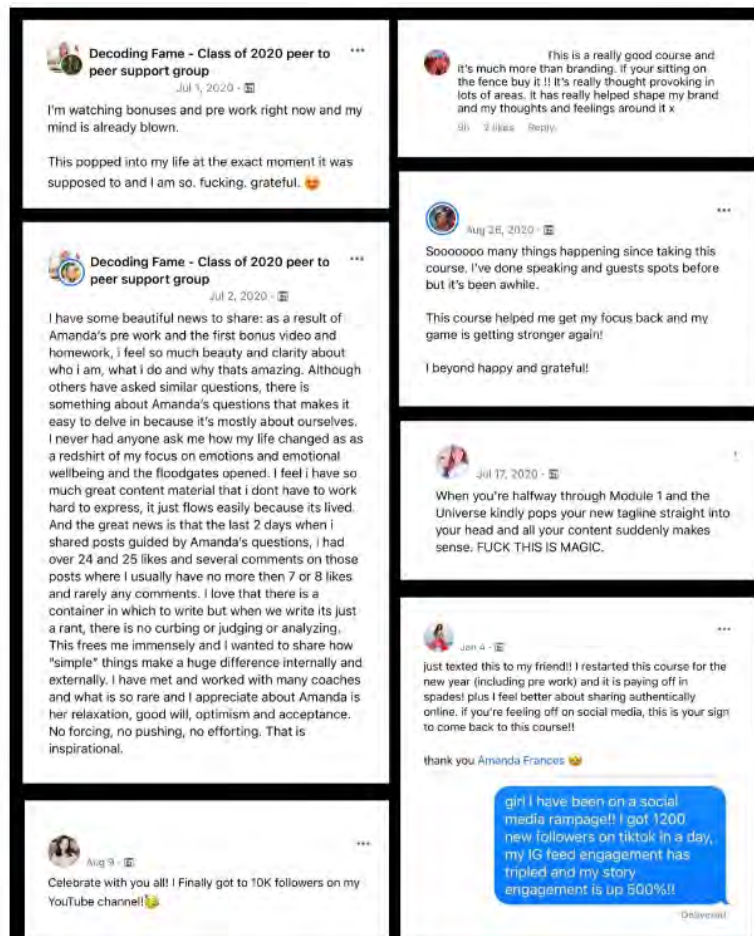 Decoding Fame - Class of 2020 peer to
peer support group
Jul 1, 2020 ·
I'm watching bonuses and pre work right now and my
mind is already blown.
This popped into my life at the exact moment it was
supposed to and I am so. fucking. grateful. 😍
Decoding Fame - Class of 2020 peer to
peer support group
Jul 2, 2020 ·
I have some beautiful news to share: as a result of
Amanda's pre work and the first bonus video and
homework, i feel so much beauty and clarity about
who i am, what i do and why thats amazing. Although
others have asked similar questions, there is
something about Amanda's questions that makes it
easy to delve in because it's mostly about ourselves.
I never had anyone ask me how my life changed as as
a redshirt of my focus on emotions and emotional
wellbeing and the floodgates opened. I feel i have so
much great content material that i dont have to work
hard to express, it just flows easily because its lived.
And the great news is that the last 2 days when i
shared posts guided by Amanda's questions, i had
over 24 and 25 likes and several comments on those
posts where I usually have no more then 7 or 8 likes
and rarely any comments. I love that there is a
container in which to write but when we write its just
a rant, there is no curbing or judging or analyzing.
This frees me immensely and I wanted to share how
"simple" things make a huge difference internally and
externally. I have met and worked with many coaches
and what is so rare and I appreciate about Amanda is
her relaxation, good will, optimism and acceptance.
No forcing, no pushing, no efforting. That is
inspirational.
Aug 9 ·
Celebrate with you all! I Finally got to 10K followers on my
YouTube channel!
This is a really good course and
it's much more than branding. If your sitting on
the fence buy it !! It's really thought provoking in
lots of areas. It has really helped shape my brand
and my thoughts and feelings around it x
9h 2 likes Reply
Aug 26, 2020 ·
Sooooooo many things happening since taking this
course. I've done speaking and guests spots before
but it's been awhile.
This course helped me get my focus back and my
game is getting stronger again!
I beyond happy and grateful!
Jul 17, 2020 ·
When you're halfway through Module 1 and the
Universe kindly pops your new tagline straight into
your head and all your content suddenly makes
sense. FUCK THIS IS MAGIC.
Jan 4 ·
just texted this to my friend!! I restarted this course for the
new year (including pre work) and it is paying off in
spades! plus I feel better about sharing authentically
online. if you're feeling off on social media, this is your sign
to come back to this course!!
thank you Amanda Frances 🤩
girl I have been on a social
media rampage!! I got 1200
new followers on tiktok in a day,
my IG feed engagement has
tripled and my story
engagement is up 500%!!
Delivered